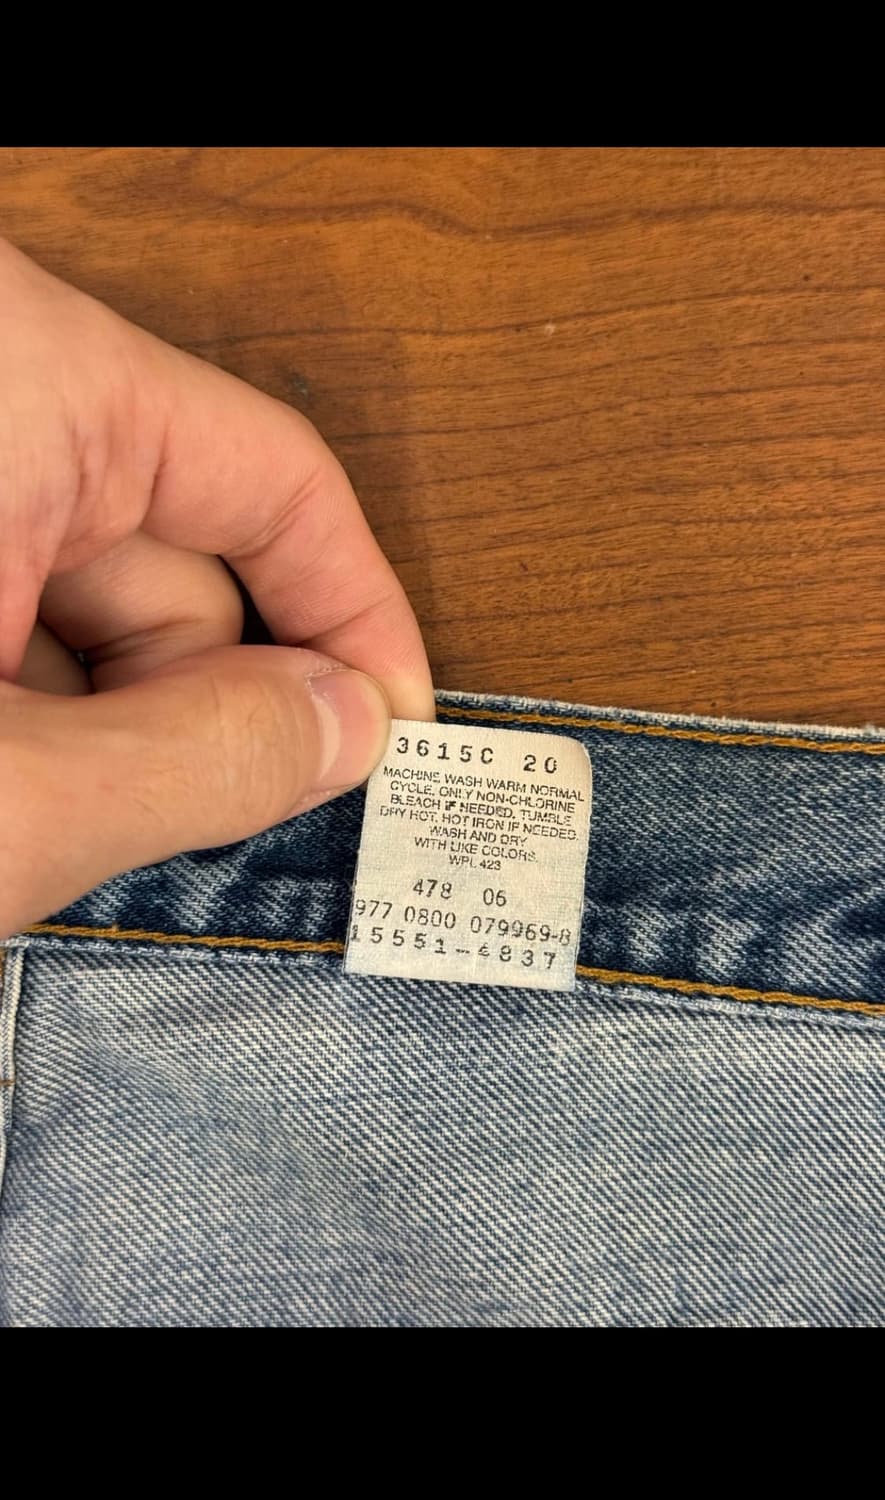 3615C 20
MACHINE WASH WARM NORMAL
CYCLE. ONLY NON-CHLORINE
BLEACH IF NEEDED. TUMBLE
DRY HOT. HOT IRON IF NEEDED.
WASH AND DRY
WITH LIKE COLORS.
WPL 423
478 06
977 0800 079969-8
15551-4837